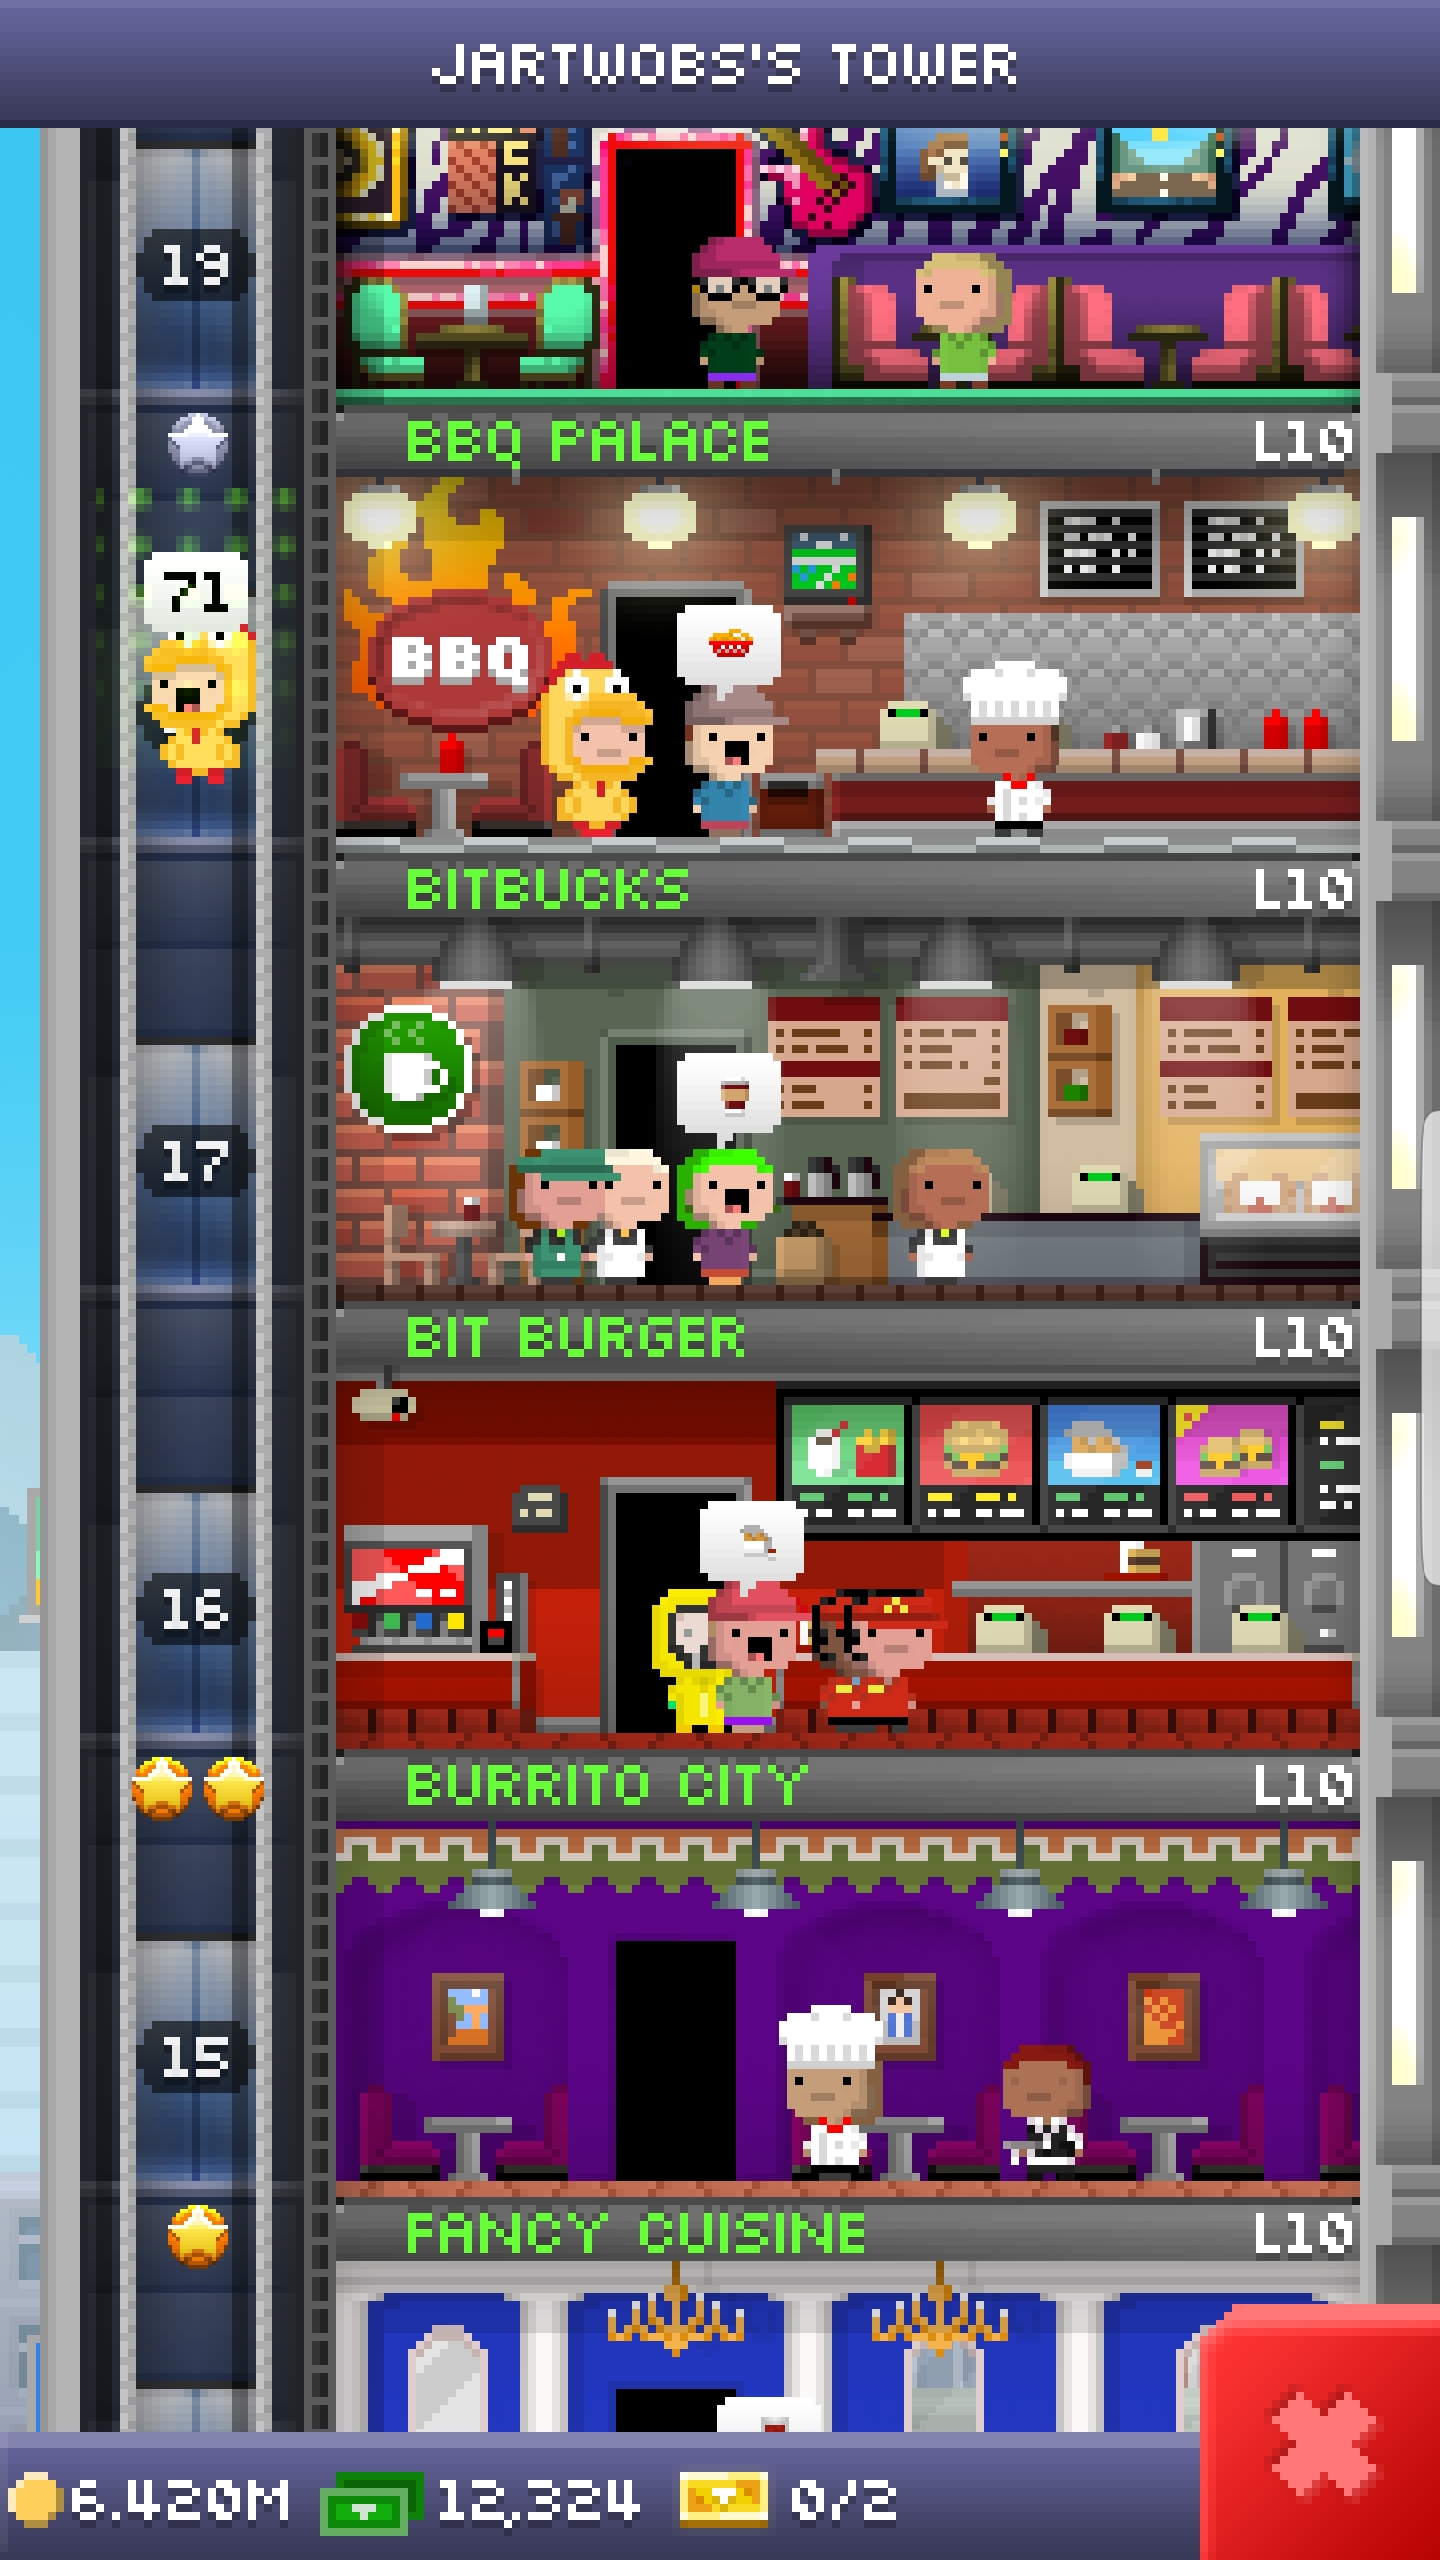 JARTWOBS'S TOWER
19
BBQ PALACE L10
71
BBQ
BITBUCKS L10
17
BIT BURGER L10
16
BURRITO CITY L10
15
FANCY CUISINE L10
6.420M 12,324 0/2